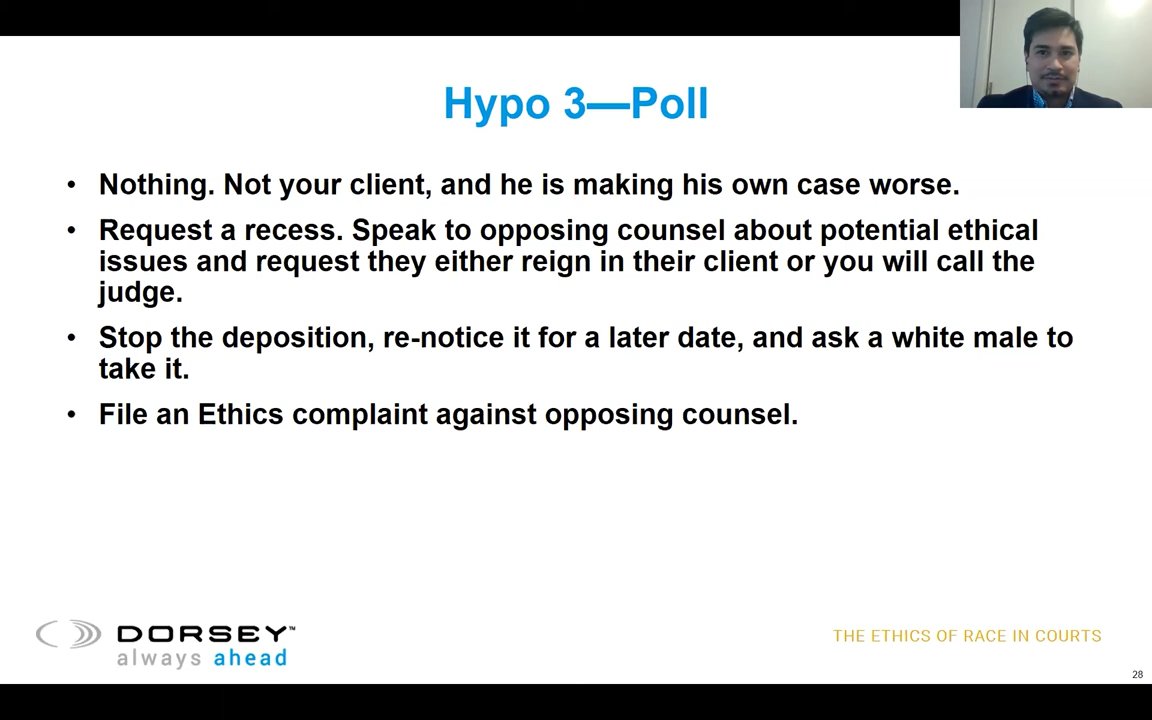 Hypo 3—Poll
• Nothing. Not your client, and he is making his own case worse.
• Request a recess. Speak to opposing counsel about potential ethical
issues and request they either reign in their client or you will call the
judge.
• Stop the deposition, re-notice it for a later date, and ask a white male to
take it.
• File an Ethics complaint against opposing counsel.
DORSEY™
always ahead
THE ETHICS OF RACE IN COURTS
28